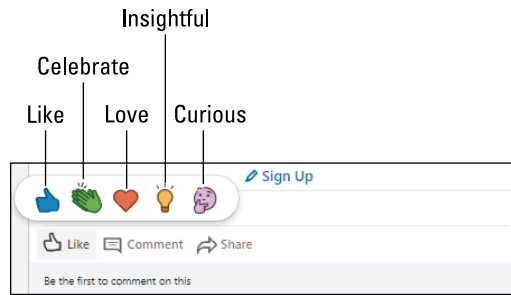 Insightful
Celebrate
Like Love Curious
Sign Up
Like Comment Share
Be the first to comment on this